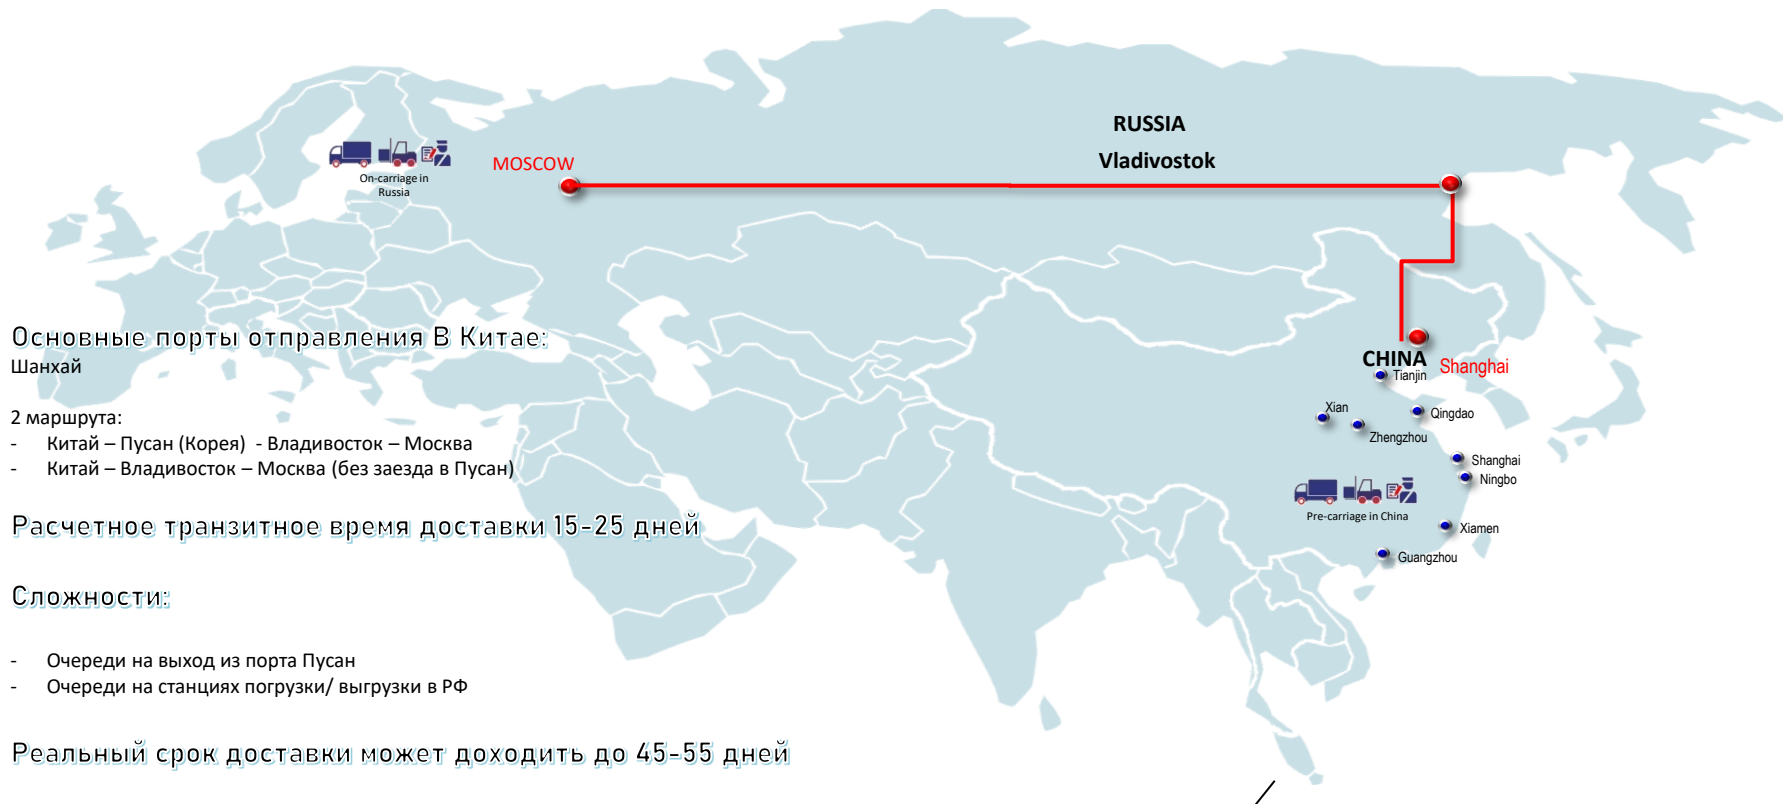 RUSSIA
Vladivostok
MOSCOW
On-carriage in
Russia
Основные порты отправления В Китае:
Шанхай
2 маршрута:
- Китай – Пусан (Корея) - Владивосток – Москва
- Китай – Владивосток – Москва (без заезда в Пусан)
Расчетное транзитное время доставки 15-25 дней
Сложности:
- Очереди на выход из порта Пусан
- Очереди на станциях погрузки/ выгрузки в РФ
Реальный срок доставки может доходить до 45-55 дней
CHINA
Shanghai
Tianjin
Xian
Qingdao
Zhengzhou
Shanghai
Ningbo
Pre-carriage in China
Xiamen
Guangzhou